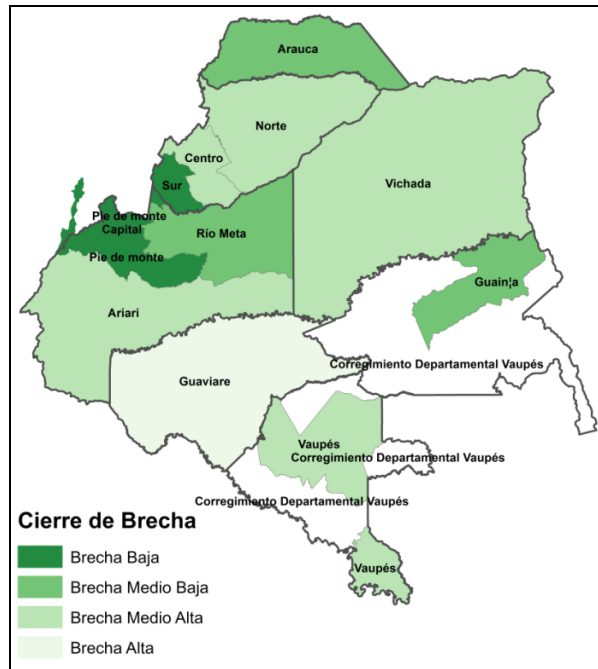 Arauca
Norte
Centro
Sur
Vichada
Pie de monte
Capital
Río Meta
Pie de monte
Guain¦a
Ariari
Corregimiento Departamental Vaupés
Guaviare
Vaupés
Corregimiento Departamental Vaupés
Corregimiento Departamental Vaupés
Vaupés
Cierre de Brecha
Brecha Baja
Brecha Medio Baja
Brecha Medio Alta
Brecha Alta